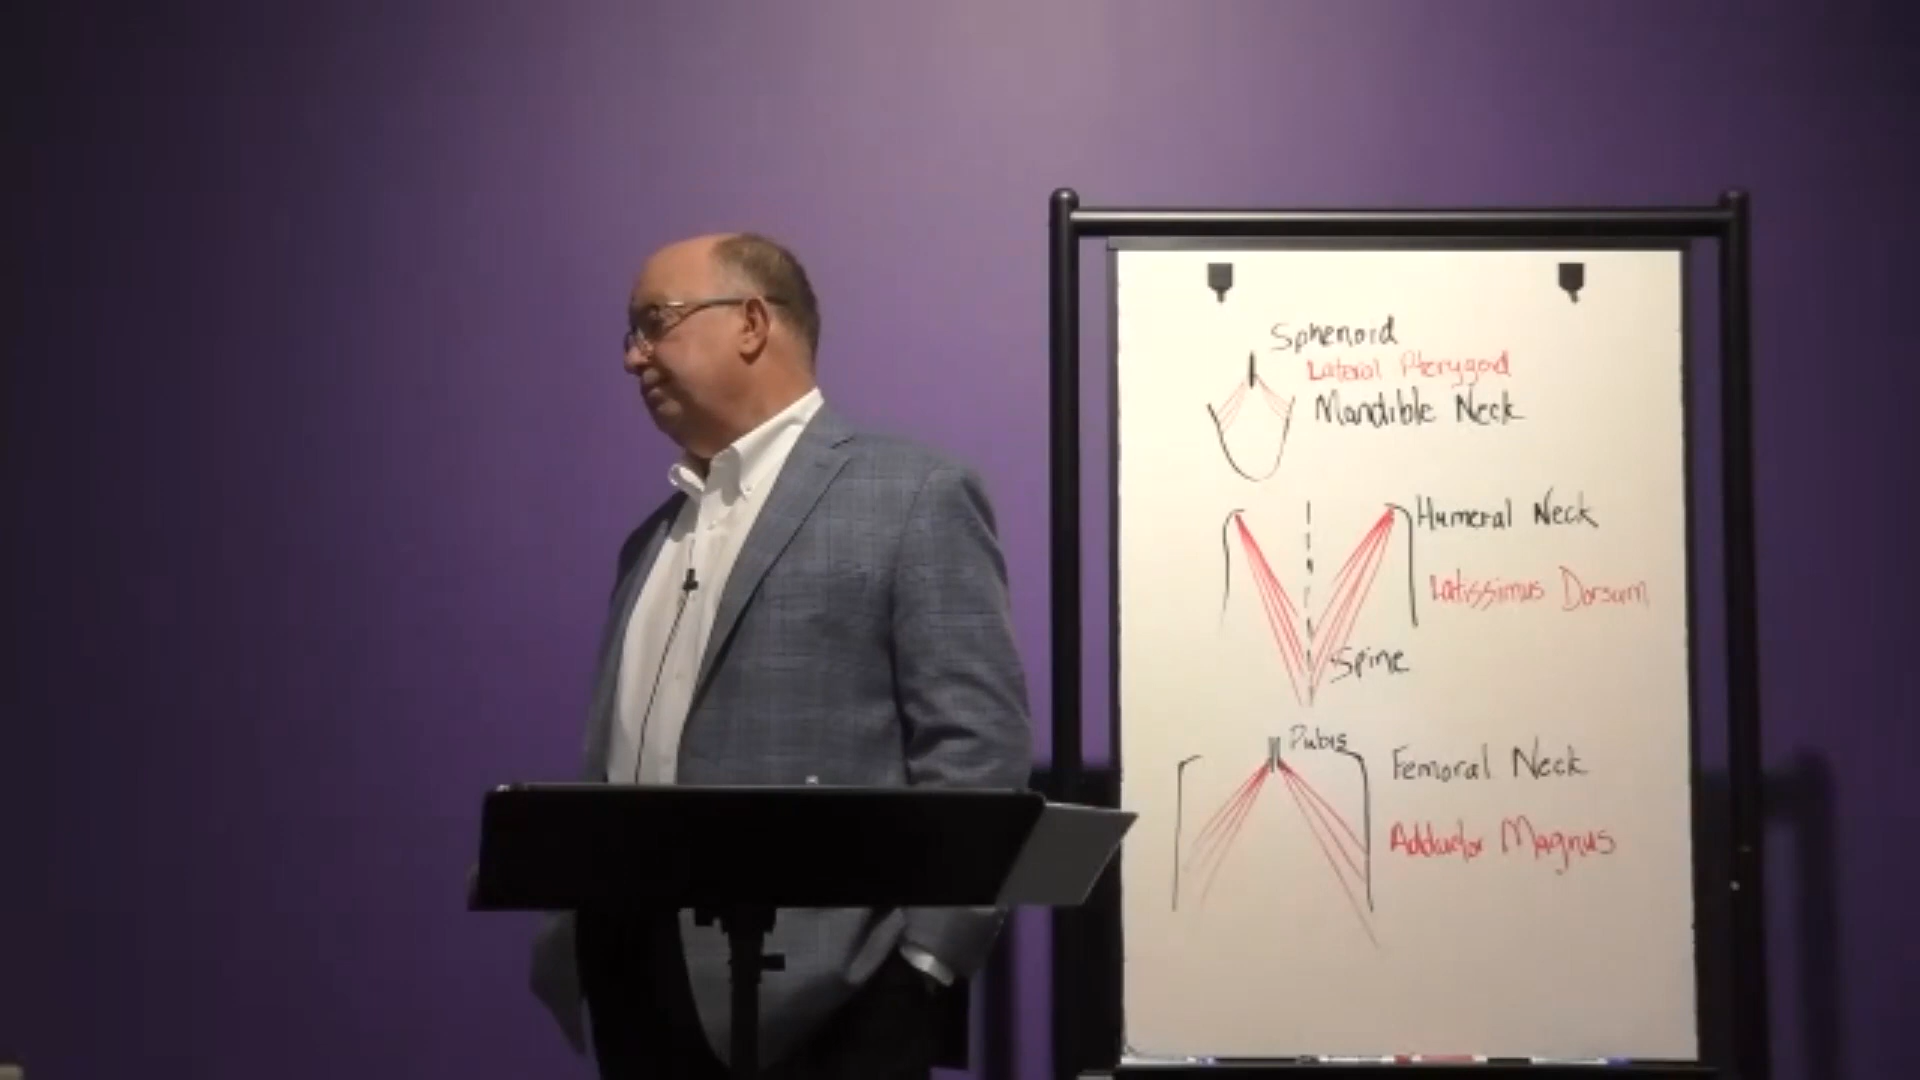 Sphenoid
Lateral Pterygoid
Mandible Neck
Humeral Neck
Latissimus Dorsum
Spine
Pubis
Femoral Neck
Adductor Magnus